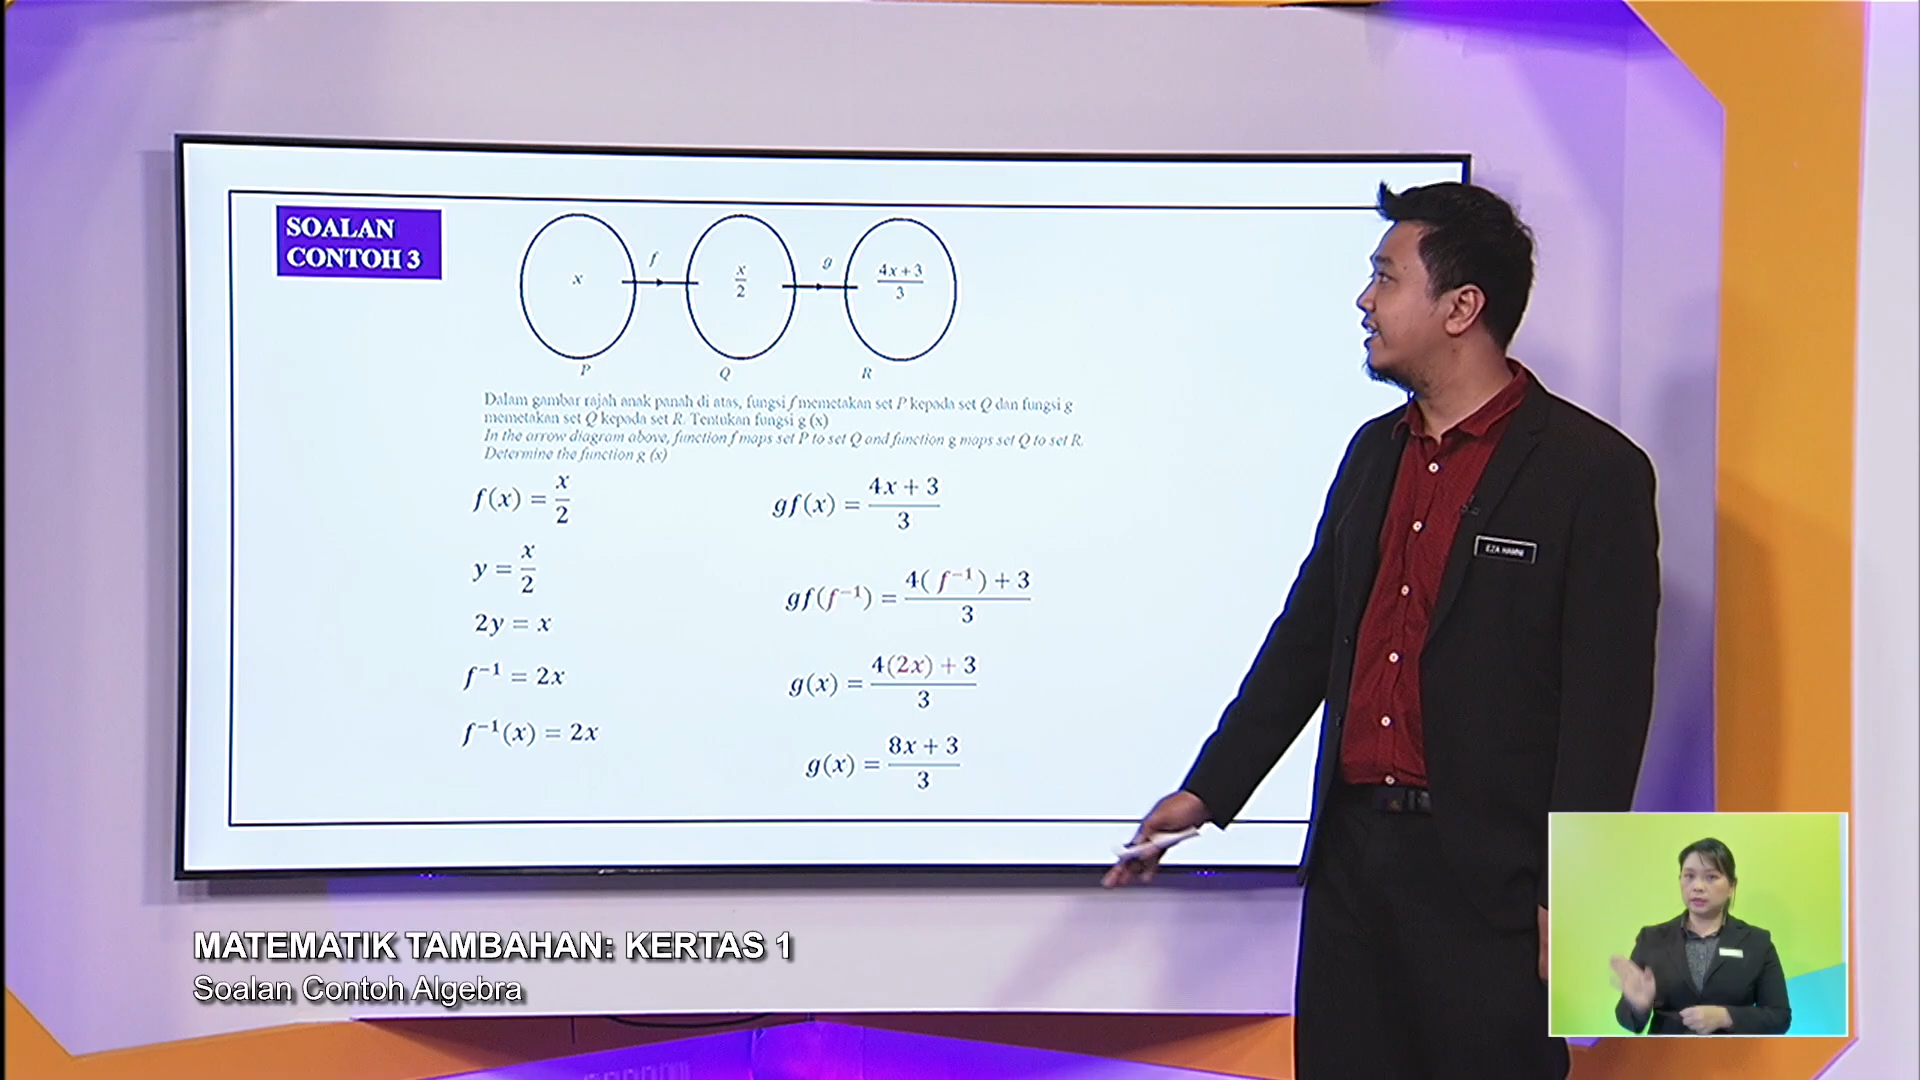 SOALAN
CONTOH 3
x
f
x/2
g
4x + 3/3
P
Q
R
Dalam gambar rajah anak panah di atas, fungsi f memetakan set P kepada set Q dan fungsi g
memetakan set Q kepada set R. Tentukan fungsi g (x)
In the arrow diagram above, function f maps set P to set Q and function g maps set Q to set R.
Determine the function g (x)
f(x) = x/2
y = x/2
2y = x
f⁻¹ = 2x
f⁻¹(x) = 2x
gf(x) = 4x + 3/3
gf(f⁻¹) = 4( f⁻¹) + 3/3
g(x) = 4(2x) + 3/3
g(x) = 8x + 3/3
EZA HAWNI
MATEMATIK TAMBAHAN: KERTAS 1
Soalan Contoh Algebra